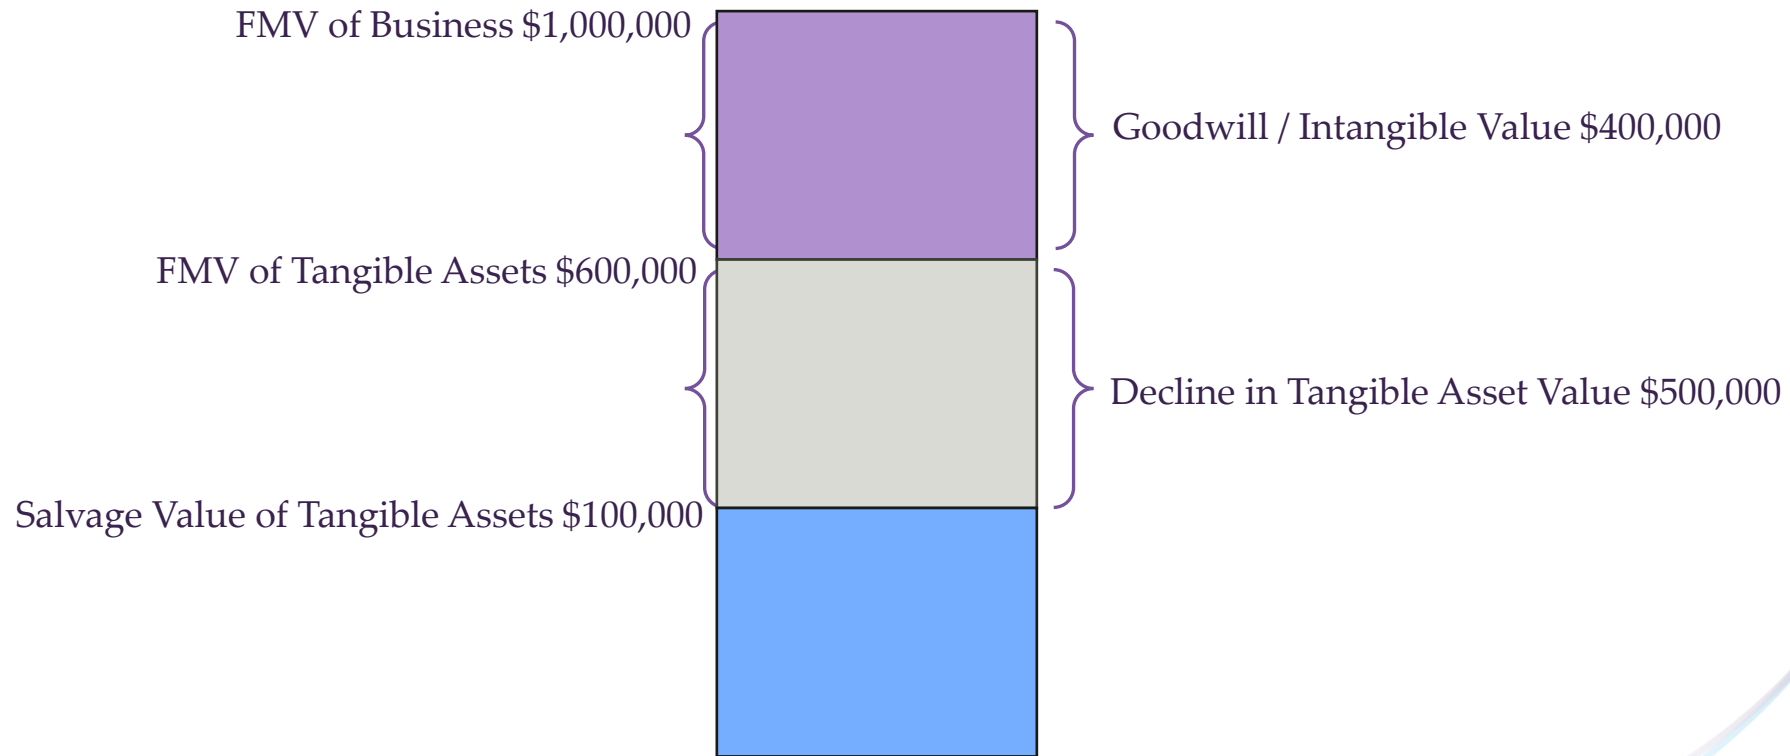 FMV of Business $1,000,000
Goodwill / Intangible Value $400,000
FMV of Tangible Assets $600,000
Decline in Tangible Asset Value $500,000
Salvage Value of Tangible Assets $100,000